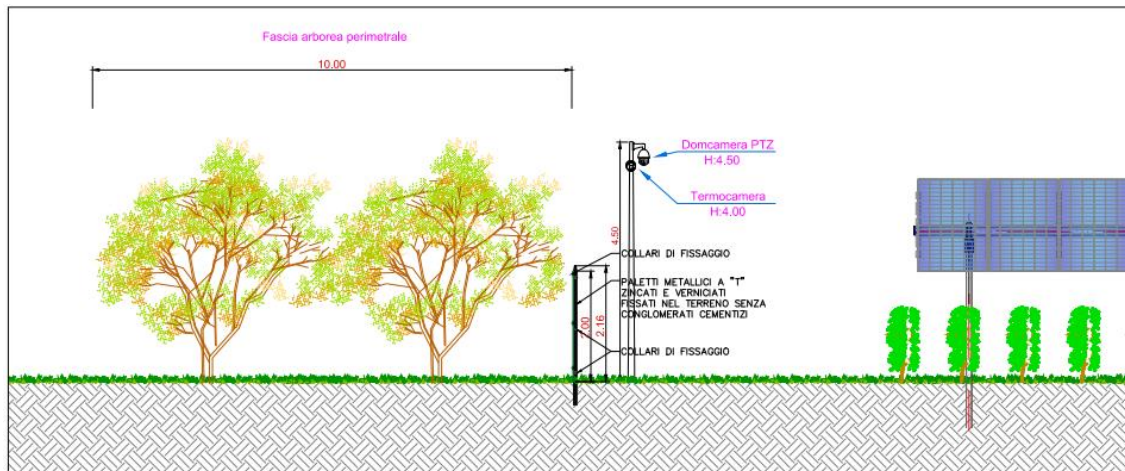 Fascia arborea perimetrale
10.00
Domcamera PTZ
H:4.50
Termocamera
H:4.00
4.50
COLLARI DI FISSAGGIO
PALETTI METALLICI A "T"
ZINCATI E VERNICIATI
FISSATI NEL TERRENO SENZA
CONGLOMERATI CEMENTIZI
2.00
2.16
COLLARI DI FISSAGGIO